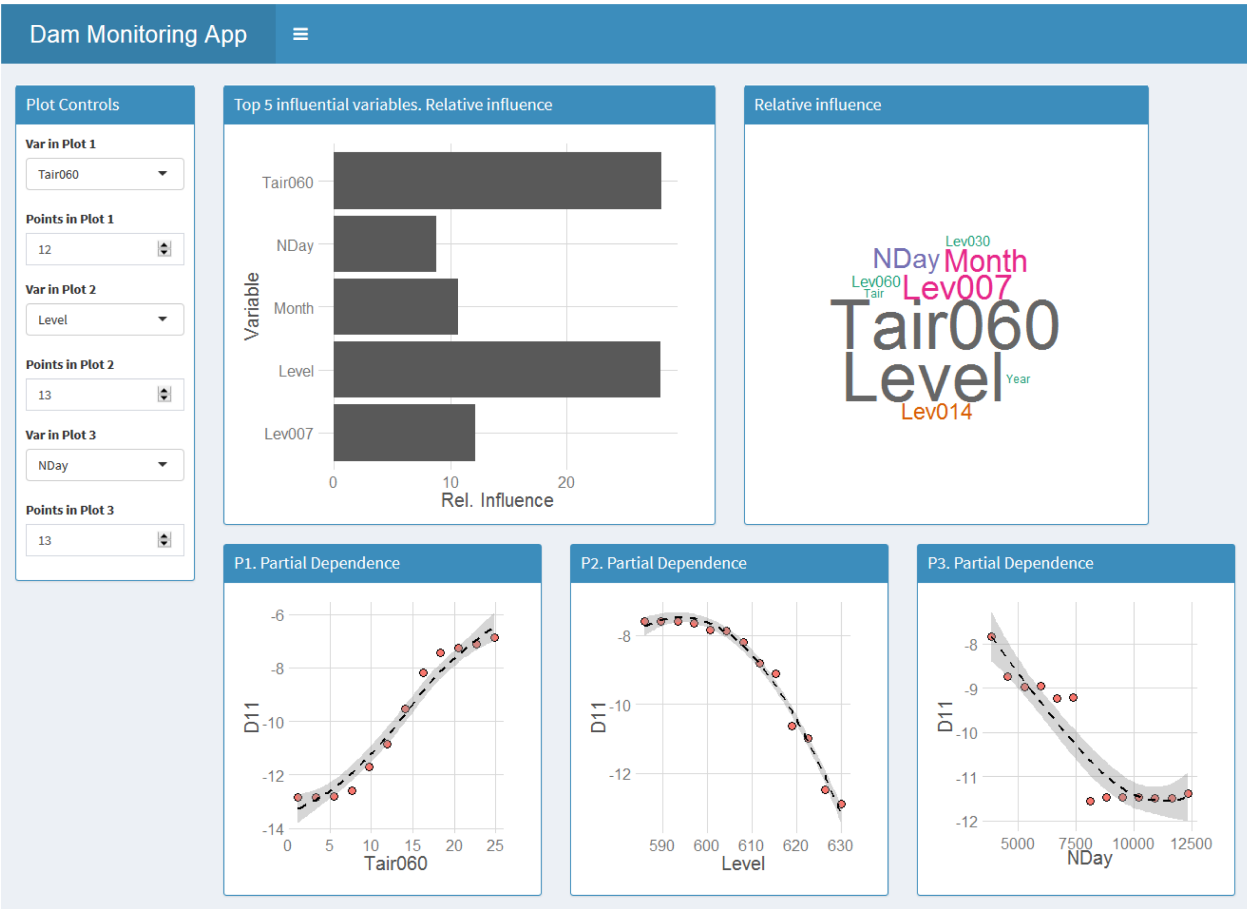 Dam Monitoring App
Plot Controls
Var in Plot 1
Tair060
Points in Plot 1
12
Var in Plot 2
Level
Points in Plot 2
13
Var in Plot 3
NDay
Points in Plot 3
13
Top 5 influential variables. Relative influence
Variable
Tair060
NDay
Month
Level
Lev007
0 10 20
Rel. Influence
Relative influence
Lev030
NDay Month
Lev060 Lev007
Tair
Tair060
Level Year
Lev014
P1. Partial Dependence
D11
-6
-8
-10
-12
-14
0 5 10 15 20 25
Tair060
P2. Partial Dependence
D11
-8
-10
-12
590 600 610 620 630
Level
P3. Partial Dependence
D11
-8
-9
-10
-11
-12
5000 7500 10000 12500
NDay